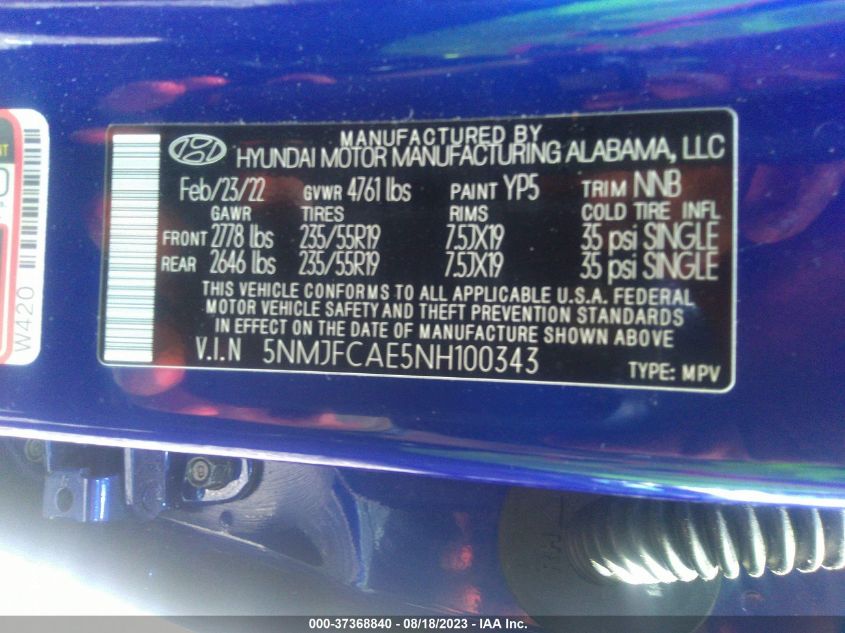 MANUFACTURED BY
HYUNDAI MOTOR MANUFACTURING ALABAMA, LLC
Feb/23/22 GVWR 4761 lbs PAINT YP5 TRIM NNB
GAWR TIRES RIMS COLD TIRE INFL
FRONT 2778 lbs 235/55R19 7.5JX19 35 psi SINGLE
REAR 2646 lbs 235/55R19 7.5JX19 35 psi SINGLE
THIS VEHICLE CONFORMS TO ALL APPLICABLE U.S.A. FEDERAL
MOTOR VEHICLE SAFETY AND THEFT PREVENTION STANDARDS
IN EFFECT ON THE DATE OF MANUFACTURE SHOWN ABOVE
V.I.N 5NMJFCAE5NH100343
TYPE: MPV
W420
000-37368840 - 08/18/2023 - IAA Inc.